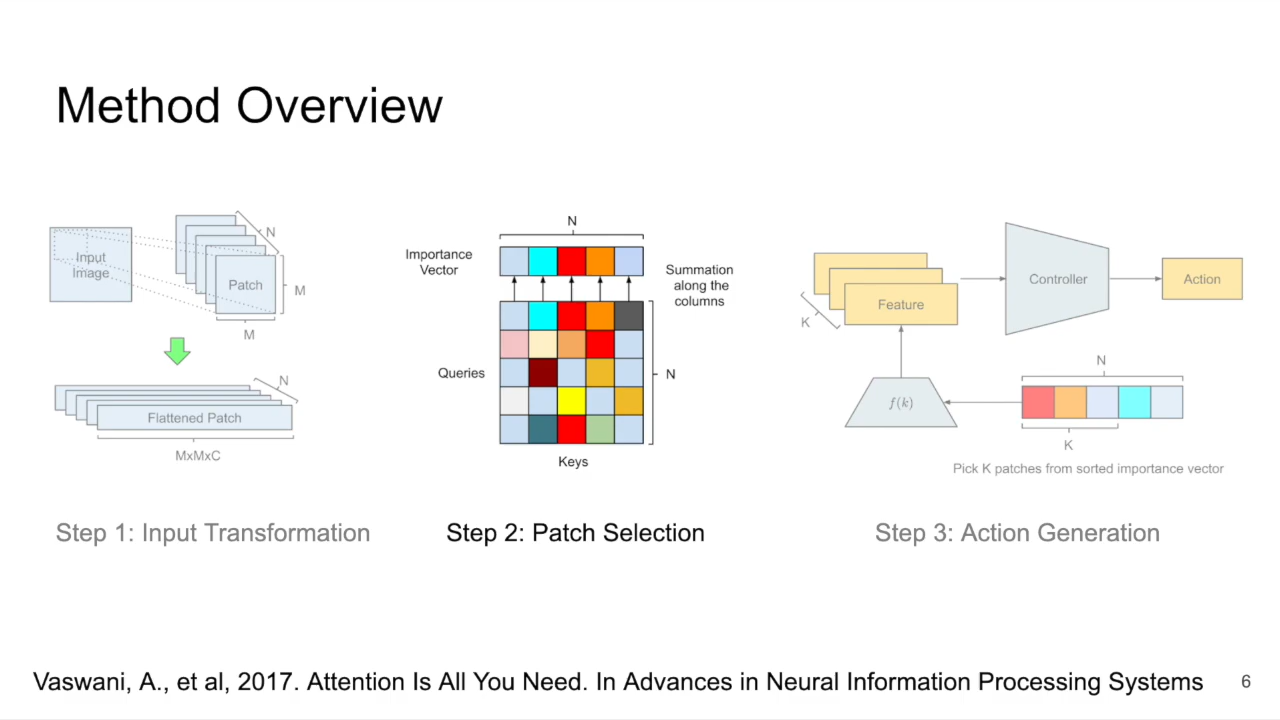 Method Overview
Input
Image
N
Patch
M
M
N
Flattened Patch
MxMxC
Step 1: Input Transformation
N
Importance
Vector
Summation
along the
columns
Queries
N
Keys
Step 2: Patch Selection
Feature
K
Controller
Action
f(k)
N
K
Pick K patches from sorted importance vector
Step 3: Action Generation
Vaswani, A., et al, 2017. Attention Is All You Need. In Advances in Neural Information Processing Systems
6